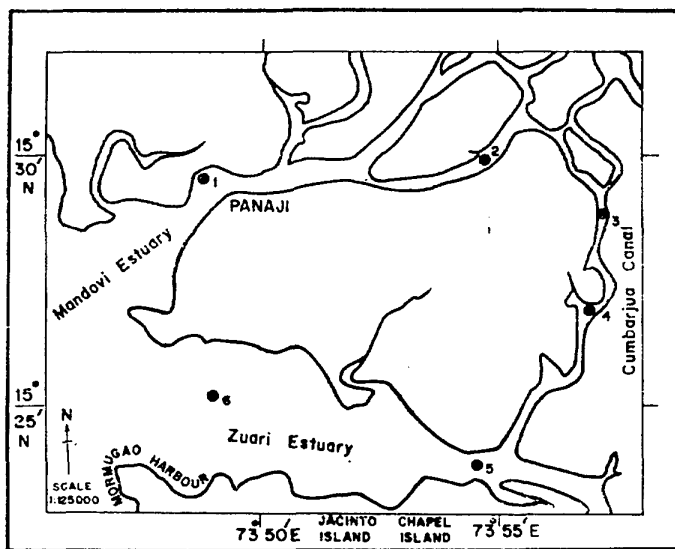 15°
30'
N
1
2
3
PANAJI
Mandovi Estuary
Cumbarjua Canal
4
15°
25'
N
6
Zuari Estuary
5
N
SCALE
1:125000
MORMUGAO HARBOUR
73°50'E
JACINTO
ISLAND
CHAPEL
ISLAND
73°55'E